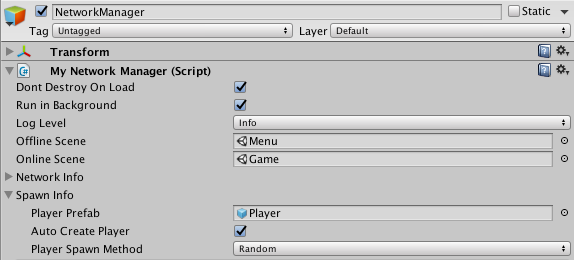 NetworkManager Static
Tag Untagged Layer Default
Transform
My Network Manager (Script)
Dont Destroy On Load
Run in Background
Log Level Info
Offline Scene Menu
Online Scene Game
Network Info
Spawn Info
Player Prefab Player
Auto Create Player
Player Spawn Method Random